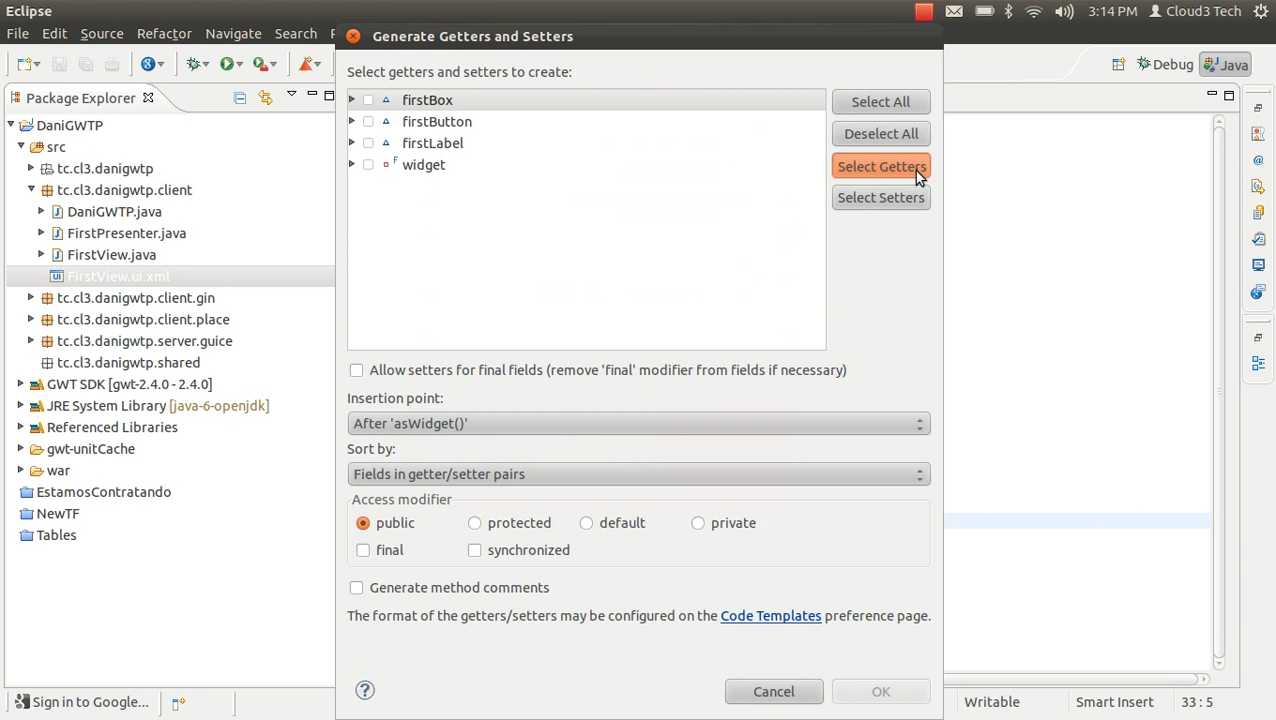 Eclipse
3:14 PM
Cloud3 Tech
File Edit Source Refactor Navigate Search
Generate Getters and Setters
Debug
Java
Package Explorer
DaniGWTP
src
tc.cl3.danigwtp
tc.cl3.danigwtp.client
DaniGWTP.java
FirstPresenter.java
FirstView.java
FirstView.ui.xml
tc.cl3.danigwtp.client.gin
tc.cl3.danigwtp.client.place
tc.cl3.danigwtp.server.guice
tc.cl3.danigwtp.shared
GWT SDK [gwt-2.4.0 - 2.4.0]
JRE System Library [java-6-openjdk]
Referenced Libraries
gwt-unitCache
war
EstamosContratando
NewTF
Tables
Select getters and setters to create:
firstBox
firstButton
firstLabel
widget
Select All
Deselect All
Select Getters
Select Setters
Allow setters for final fields (remove 'final' modifier from fields if necessary)
Insertion point:
After 'asWidget()'
Sort by:
Fields in getter/setter pairs
Access modifier
public protected default private
final synchronized
Generate method comments
The format of the getters/setters may be configured on the Code Templates preference page.
Cancel OK
Sign in to Google...
Writable
Smart Insert
33 : 5